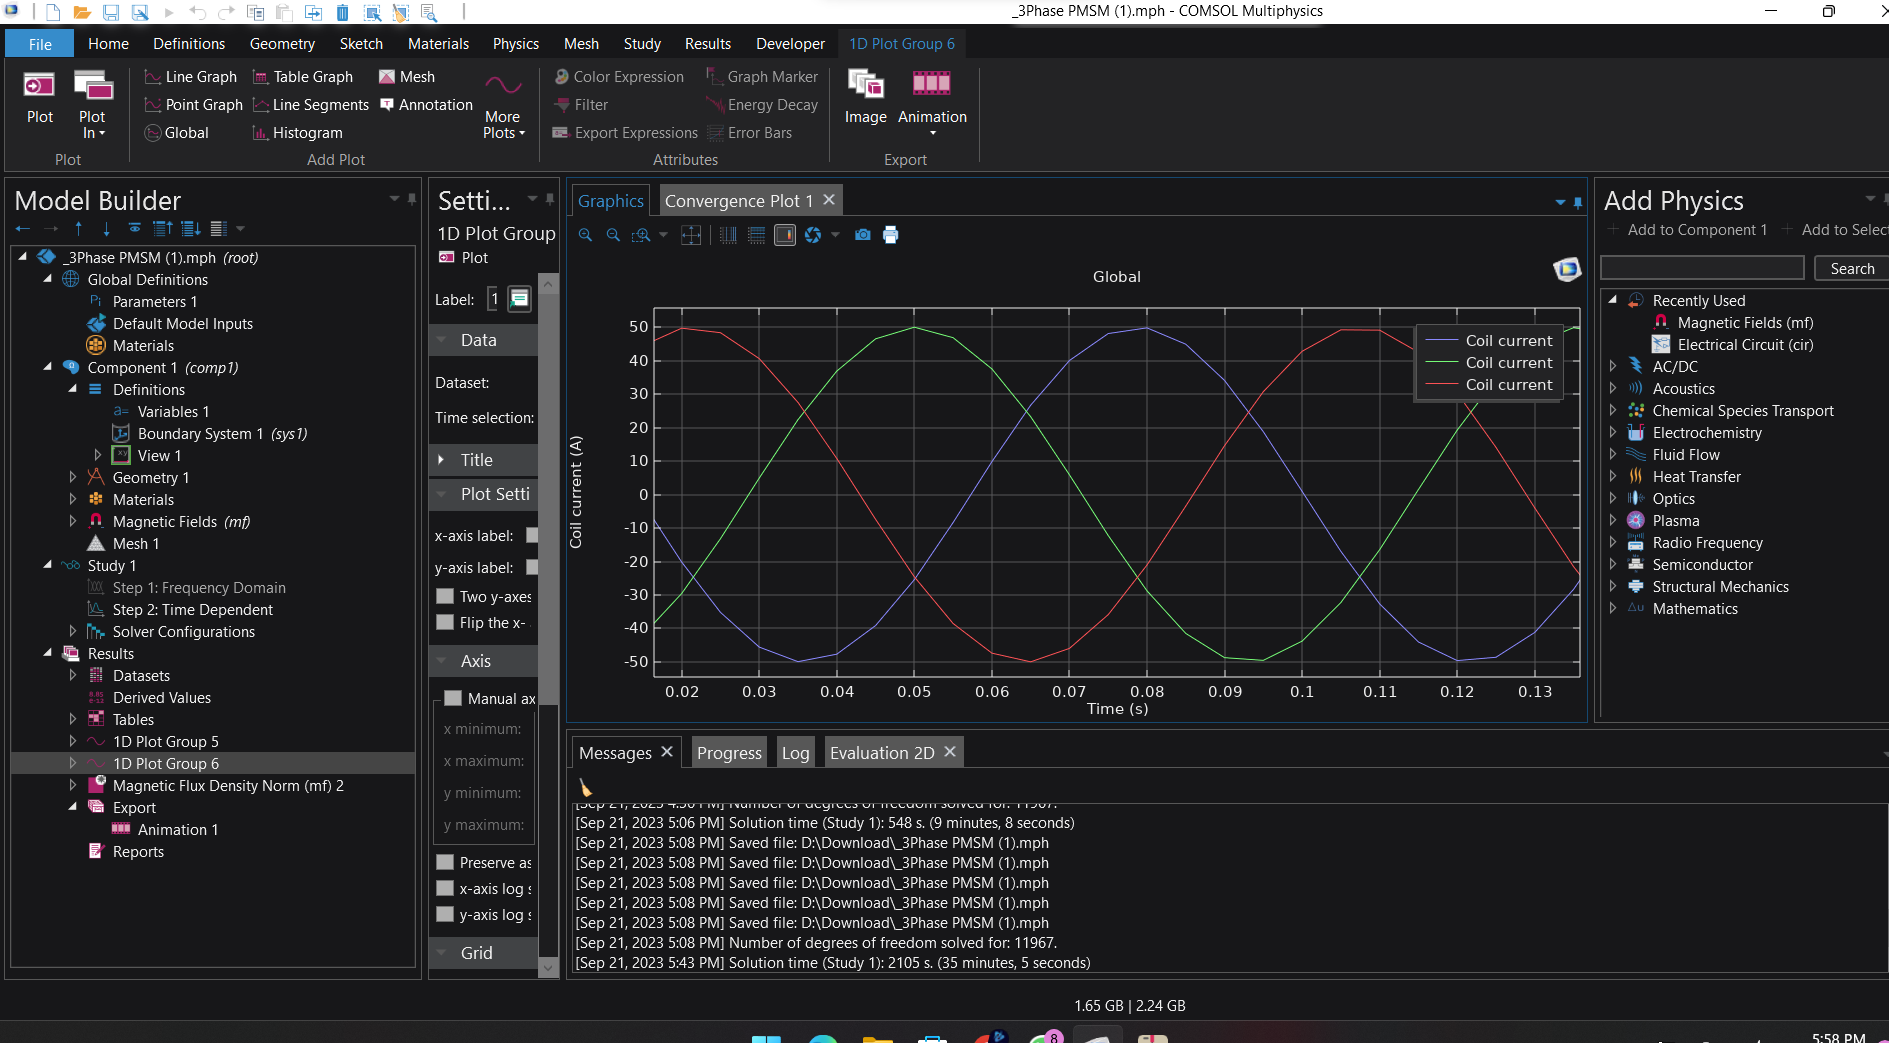 _3Phase PMSM (1).mph - COMSOL Multiphysics
File Home Definitions Geometry Sketch Materials Physics Mesh Study Results Developer 1D Plot Group 6
Plot
Plot In
Plot
Line Graph
Table Graph
Mesh
Point Graph
Line Segments
Annotation
Global
Histogram
More Plots
Add Plot
Color Expression
Graph Marker
Filter
Energy Decay
Export Expressions
Error Bars
Attributes
Image
Animation
Export
Model Builder
_3Phase PMSM (1).mph (root)
Global Definitions
Pi Parameters 1
Default Model Inputs
Materials
Component 1 (comp1)
Definitions
a= Variables 1
Boundary System 1 (sys1)
View 1
Geometry 1
Materials
Magnetic Fields (mf)
Mesh 1
Study 1
Step 1: Frequency Domain
Step 2: Time Dependent
Solver Configurations
Results
Datasets
Derived Values
Tables
1D Plot Group 5
1D Plot Group 6
Magnetic Flux Density Norm (mf) 2
Export
Animation 1
Reports
Setti...
1D Plot Group
Plot
Label: 1
Data
Dataset:
Time selection:
Title
Plot Setti
x-axis label:
y-axis label:
Two y-axes
Flip the x-
Axis
Manual ax
x minimum:
x maximum:
y minimum:
y maximum:
Preserve as
x-axis log s
y-axis log s
Grid
Graphics
Convergence Plot 1
Global
Coil current (A)
50
40
30
20
10
0
-10
-20
-30
-40
-50
Coil current
Coil current
Coil current
0.02 0.03 0.04 0.05 0.06 0.07 0.08 0.09 0.1 0.11 0.12 0.13
Time (s)
Messages
Progress
Log
Evaluation 2D
[Sep 21, 2023 4:56 PM] Number of degrees of freedom solved for: 11967.
[Sep 21, 2023 5:06 PM] Solution time (Study 1): 548 s. (9 minutes, 8 seconds)
[Sep 21, 2023 5:08 PM] Saved file: D:\Download\_3Phase PMSM (1).mph
[Sep 21, 2023 5:08 PM] Saved file: D:\Download\_3Phase PMSM (1).mph
[Sep 21, 2023 5:08 PM] Saved file: D:\Download\_3Phase PMSM (1).mph
[Sep 21, 2023 5:08 PM] Saved file: D:\Download\_3Phase PMSM (1).mph
[Sep 21, 2023 5:08 PM] Saved file: D:\Download\_3Phase PMSM (1).mph
[Sep 21, 2023 5:08 PM] Number of degrees of freedom solved for: 11967.
[Sep 21, 2023 5:43 PM] Solution time (Study 1): 2105 s. (35 minutes, 5 seconds)
Add Physics
Add to Component 1
Add to Select
Search
Recently Used
Magnetic Fields (mf)
Electrical Circuit (cir)
AC/DC
Acoustics
Chemical Species Transport
Electrochemistry
Fluid Flow
Heat Transfer
Optics
Plasma
Radio Frequency
Semiconductor
Structural Mechanics
Δu Mathematics
1.65 GB | 2.24 GB
8
5:58 PM